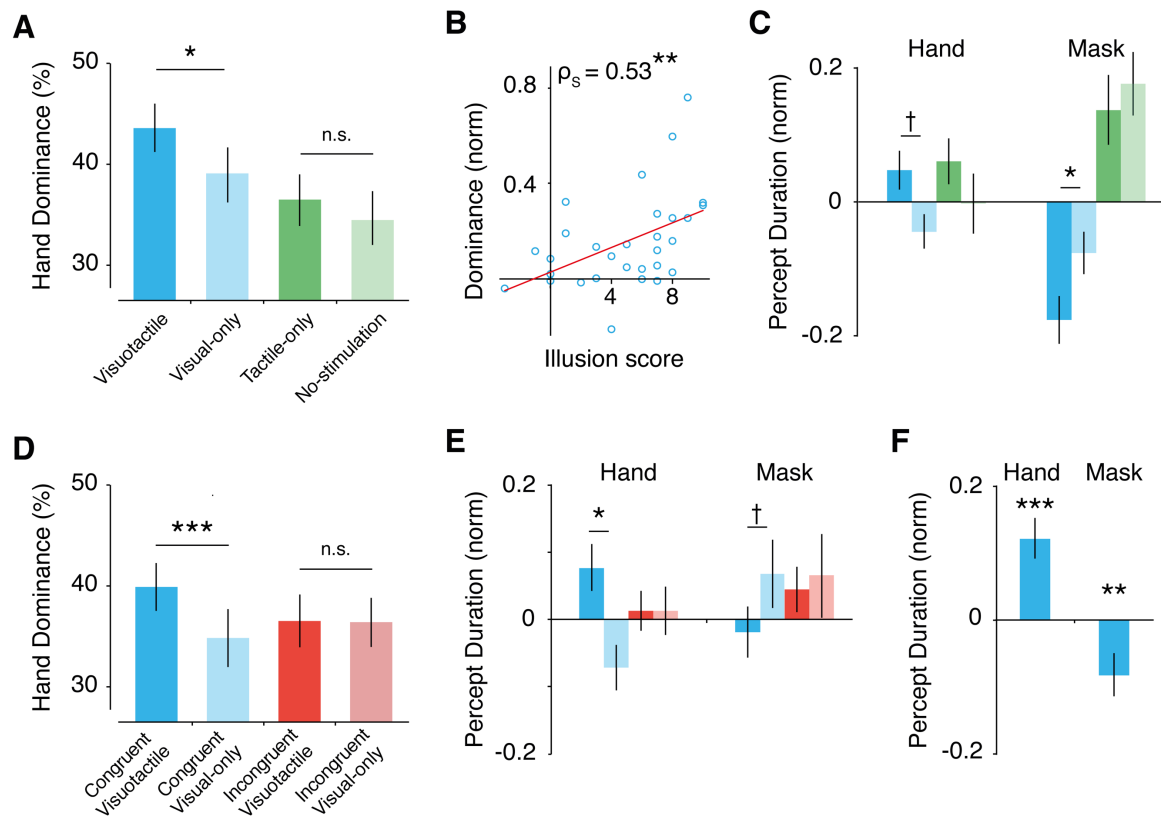 A
Hand Dominance (%)
50
40
30
*
n.s.
Visuotactile
Visual-only
Tactile-only
No-stimulation
B
Dominance (norm)
ρS = 0.53**
0.8
0.4
4
8
Illusion score
C
Hand
Mask
Percept Duration (norm)
0.2
0
-0.2
†
*
D
Hand Dominance (%)
50
40
30
***
n.s.
Congruent
Visuotactile
Congruent
Visual-only
Incongruent
Visuotactile
Incongruent
Visual-only
E
Hand
Mask
Percept Duration (norm)
0.2
0
-0.2
*
†
F
Hand
Mask
Percept Duration (norm)
0.2
0
-0.2
***
**